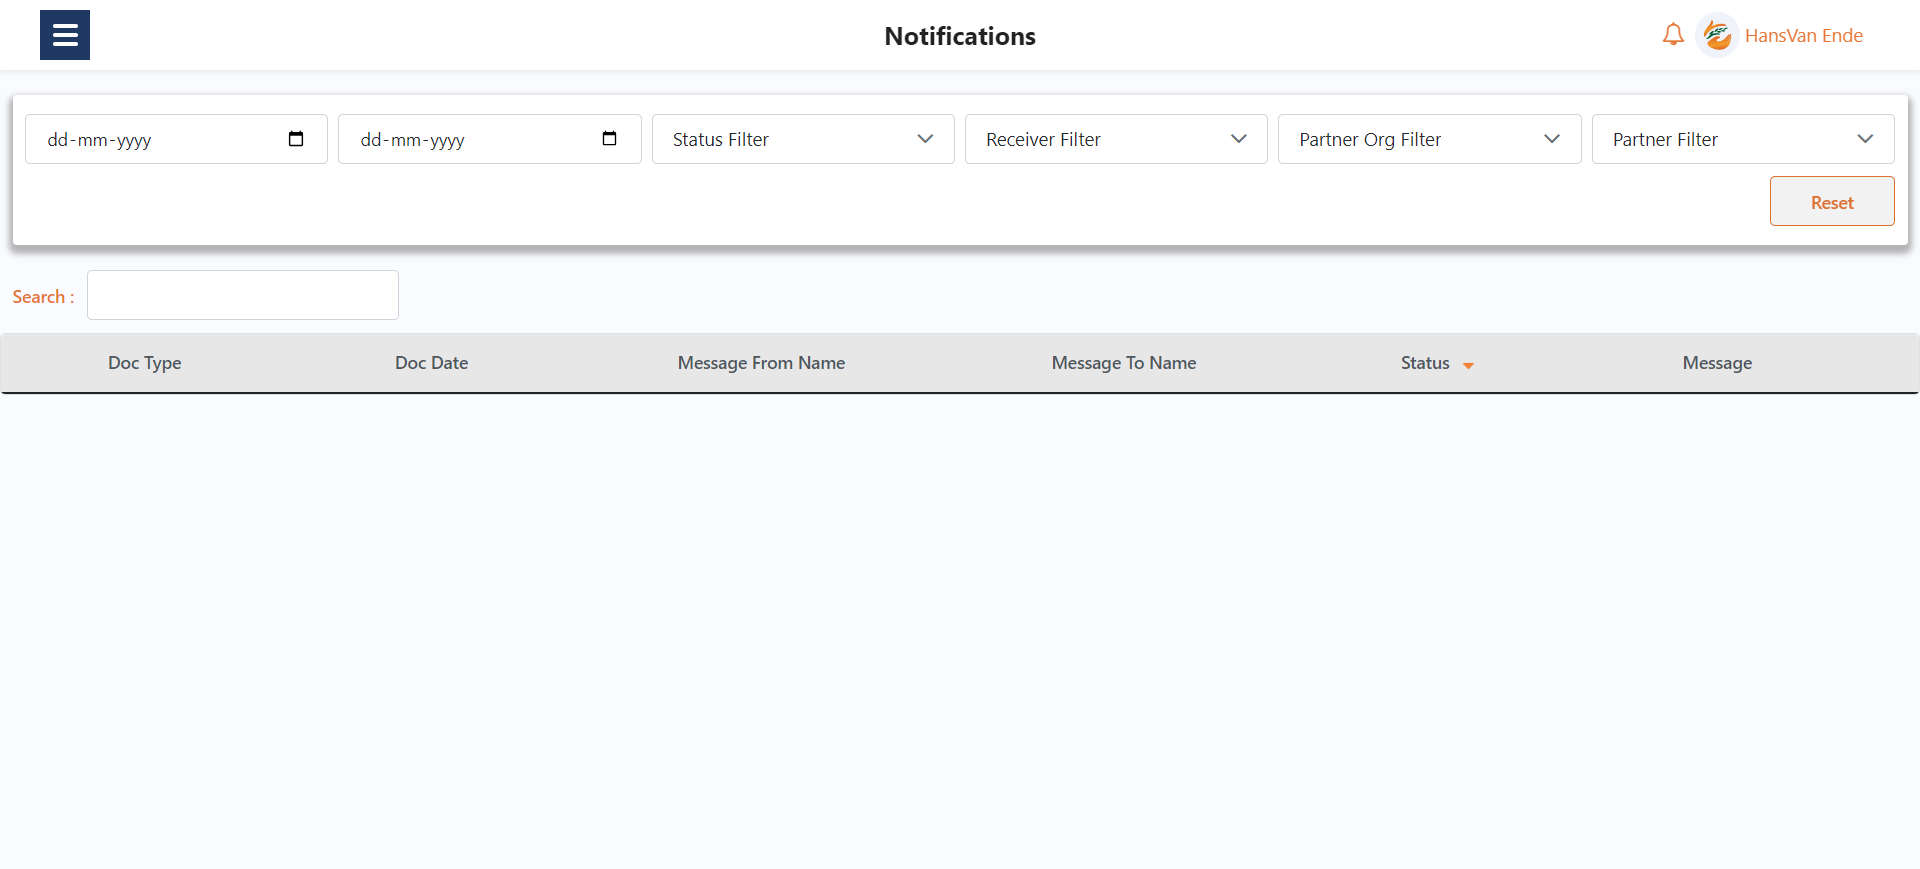 Notifications
HansVan Ende
dd-mm-yyyy
dd-mm-yyyy
Status Filter
Receiver Filter
Partner Org Filter
Partner Filter
Reset
Search :
Doc Type
Doc Date
Message From Name
Message To Name
Status
Message